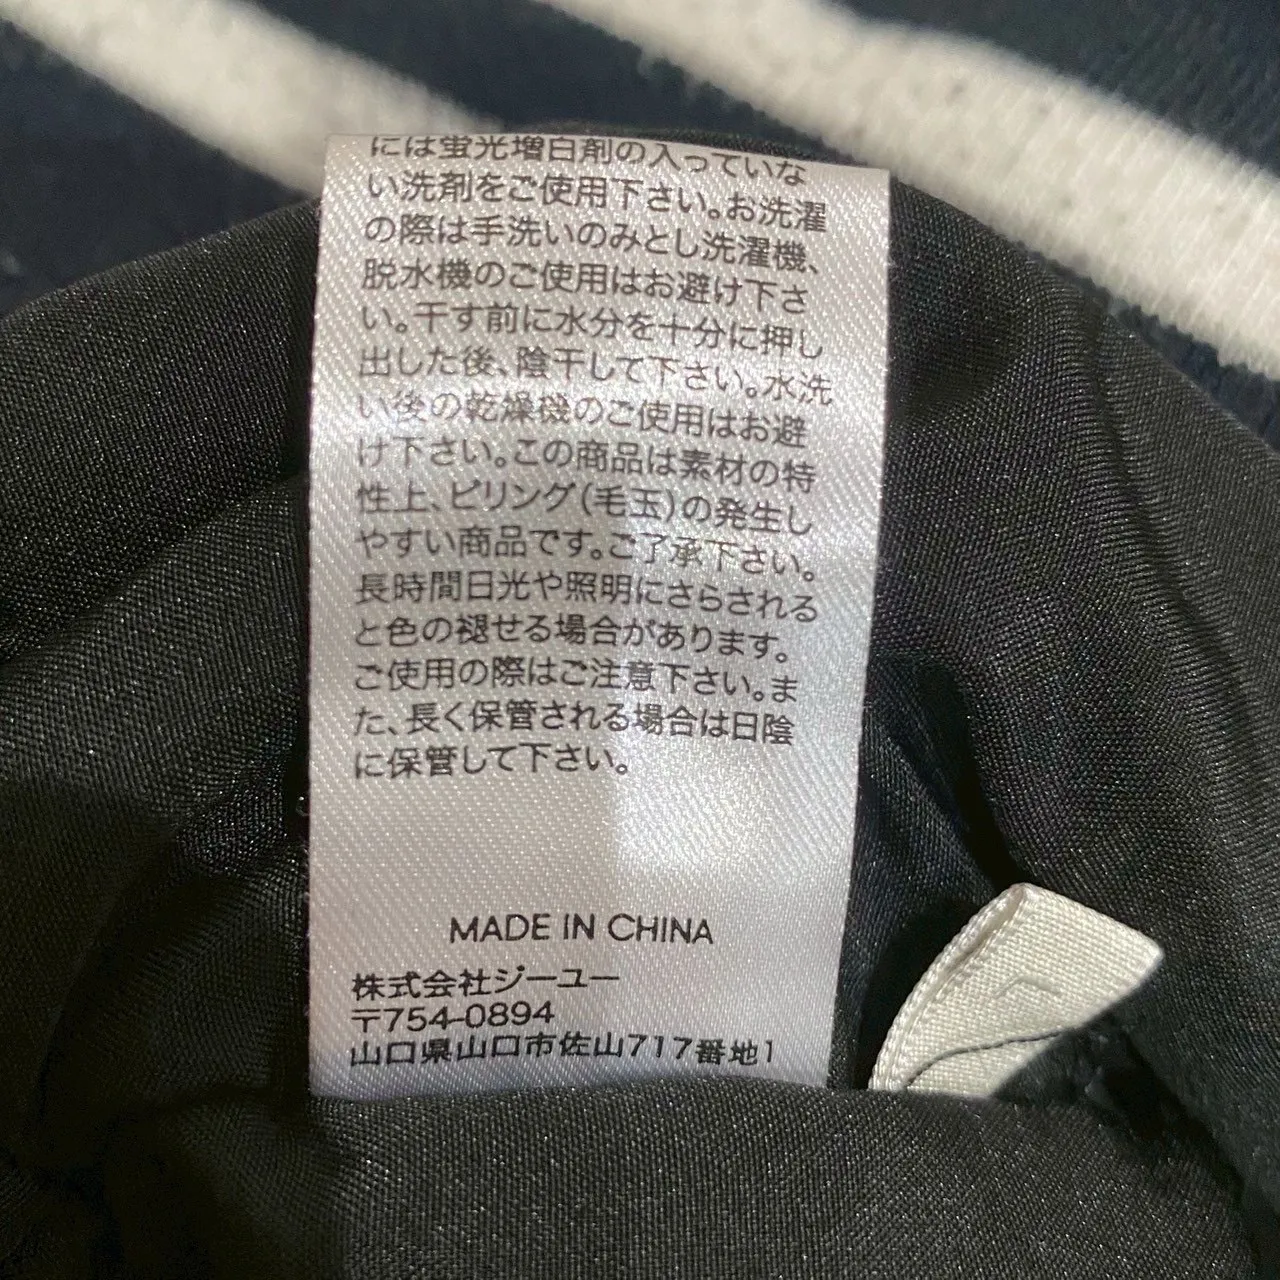 には蛍光増白剤の入っていな
い洗剤をご使用下さい。お洗濯
の際は手洗いのみとし洗濯機、
脱水機のご使用はお避け下さ
い。干す前に水分を十分に押し
出した後、陰干して下さい。水洗
い後の乾燥機のご使用はお避
け下さい。この商品は素材の特
性上、ピリング(毛玉)の発生し
やすい商品です。ご了承下さい。
長時間日光や照明にさらされる
と色の褪せる場合があります。
ご使用の際はご注意下さい。ま
た、長く保管される場合は日陰
に保管して下さい。
MADE IN CHINA
株式会社ジーユー
〒754-0894
山口県山口市佐山717番地1